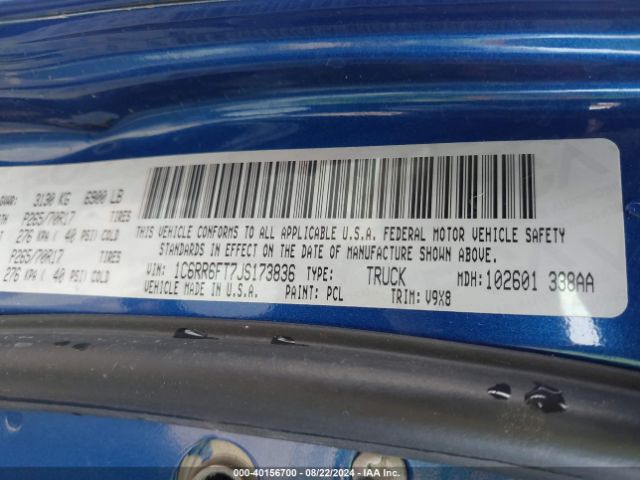 GVWR: 3130 KG 6900 LB
P265/70R17 TIRES
276 KPA ( 40 PSI) COLD
P265/70R17 TIRES
276 KPA ( 40 PSI) COLD
THIS VEHICLE CONFORMS TO ALL APPLICABLE U.S.A. FEDERAL MOTOR VEHICLE SAFETY
STANDARDS IN EFFECT ON THE DATE OF MANUFACTURE SHOWN ABOVE.
VIN: 1C6RR6FT7JS173836 TYPE: TRUCK MDH: 102601 338AA
VEHICLE MADE IN U.S.A. PAINT: PCL TRIM: V9X8
000-40156700 - 08/22/2024 - IAAI.COM